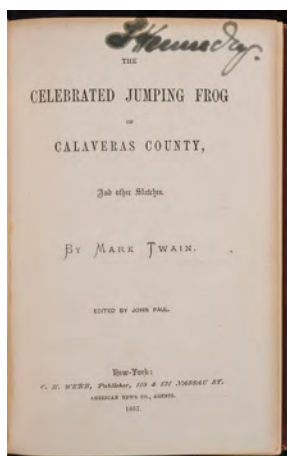 S Kennedy.
THE
CELEBRATED JUMPING FROG
OF
CALAVERAS COUNTY,
And other Sketches.
BY MARK TWAIN.
EDITED BY JOHN PAUL.
New-York:
C. H. WEBB, Publisher, 119 & 121 NASSAU ST.
AMERICAN NEWS CO., AGENTS.
1867.